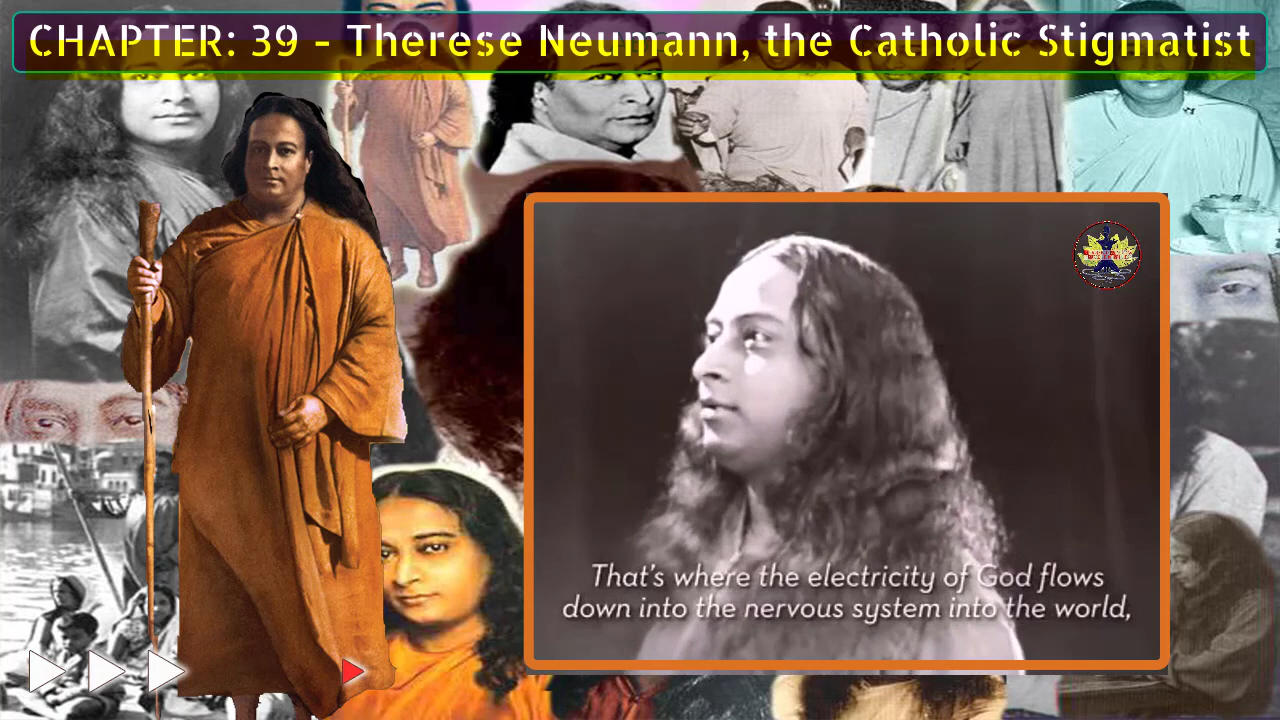 CHAPTER: 39 - Therese Neumann, the Catholic Stigmatist
That's where the electricity of God flows
down into the nervous system into the world,